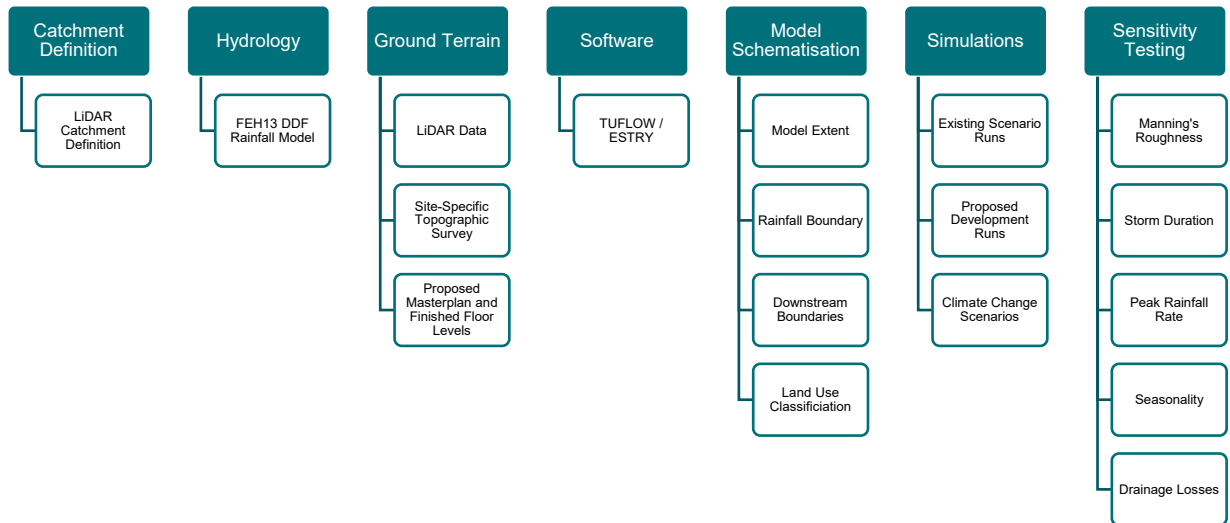 Catchment
Definition
LiDAR
Catchment
Definition
Hydrology
FEH13 DDF
Rainfall Model
Ground Terrain
LiDAR Data
Site-Specific
Topographic
Survey
Proposed
Masterplan and
Finished Floor
Levels
Software
TUFLOW /
ESTRY
Model
Schematisation
Model Extent
Rainfall Boundary
Downstream
Boundaries
Land Use
Classificiation
Simulations
Existing Scenario
Runs
Proposed
Development
Runs
Climate Change
Scenarios
Sensitivity
Testing
Manning's
Roughness
Storm Duration
Peak Rainfall
Rate
Seasonality
Drainage Losses